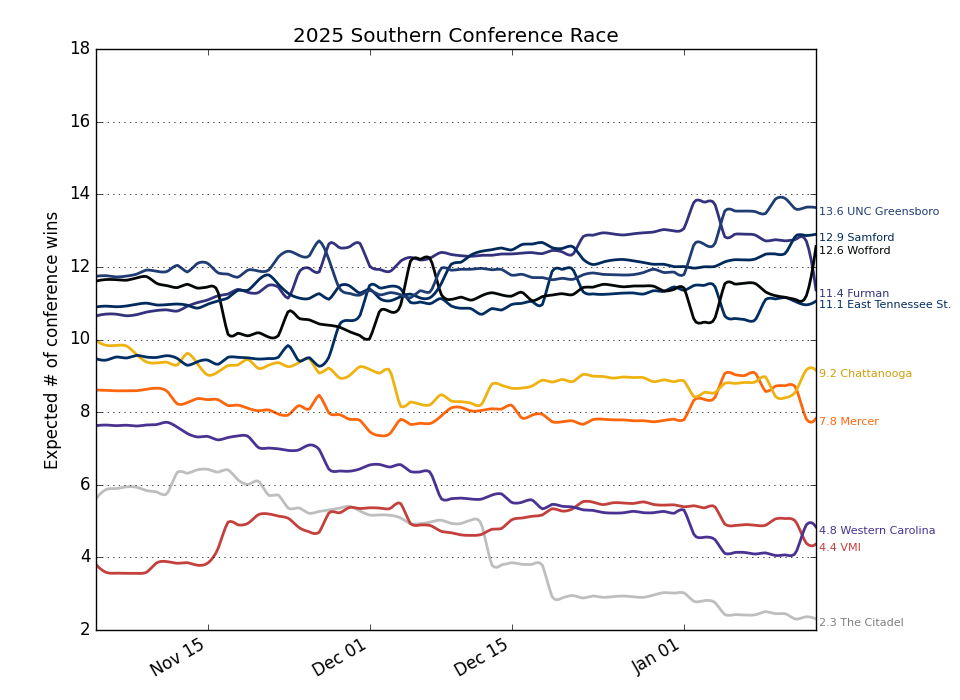 2025 Southern Conference Race
Expected # of conference wins
18
16
14
12
10
8
6
4
2
13.6 UNC Greensboro
12.9 Samford
12.6 Wofford
11.4 Furman
11.1 East Tennessee St.
9.2 Chattanooga
7.8 Mercer
4.8 Western Carolina
4.4 VMI
2.3 The Citadel
Nov 15
Dec 01
Dec 15
Jan 01